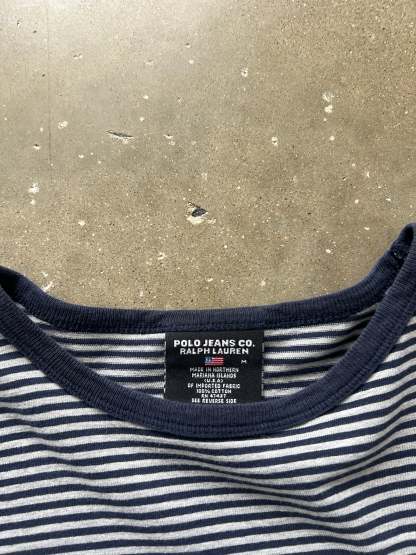 POLO JEANS CO.
RALPH LAUREN
M
MADE IN NORTHERN
MARIANA ISLANDS
(U.S.A)
OF IMPORTED FABRIC
100% COTTON
RN 47427
SEE REVERSE SIDE